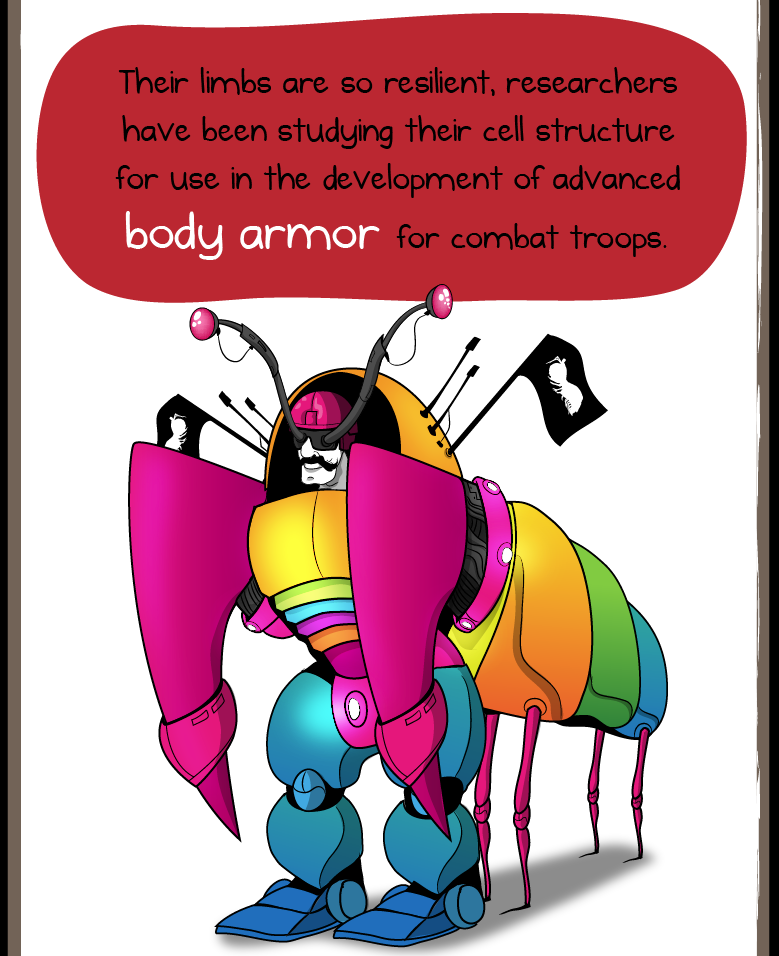 Their limbs are so resilient, researchers
have been studying their cell structure
for use in the development of advanced
body armor for combat troops.